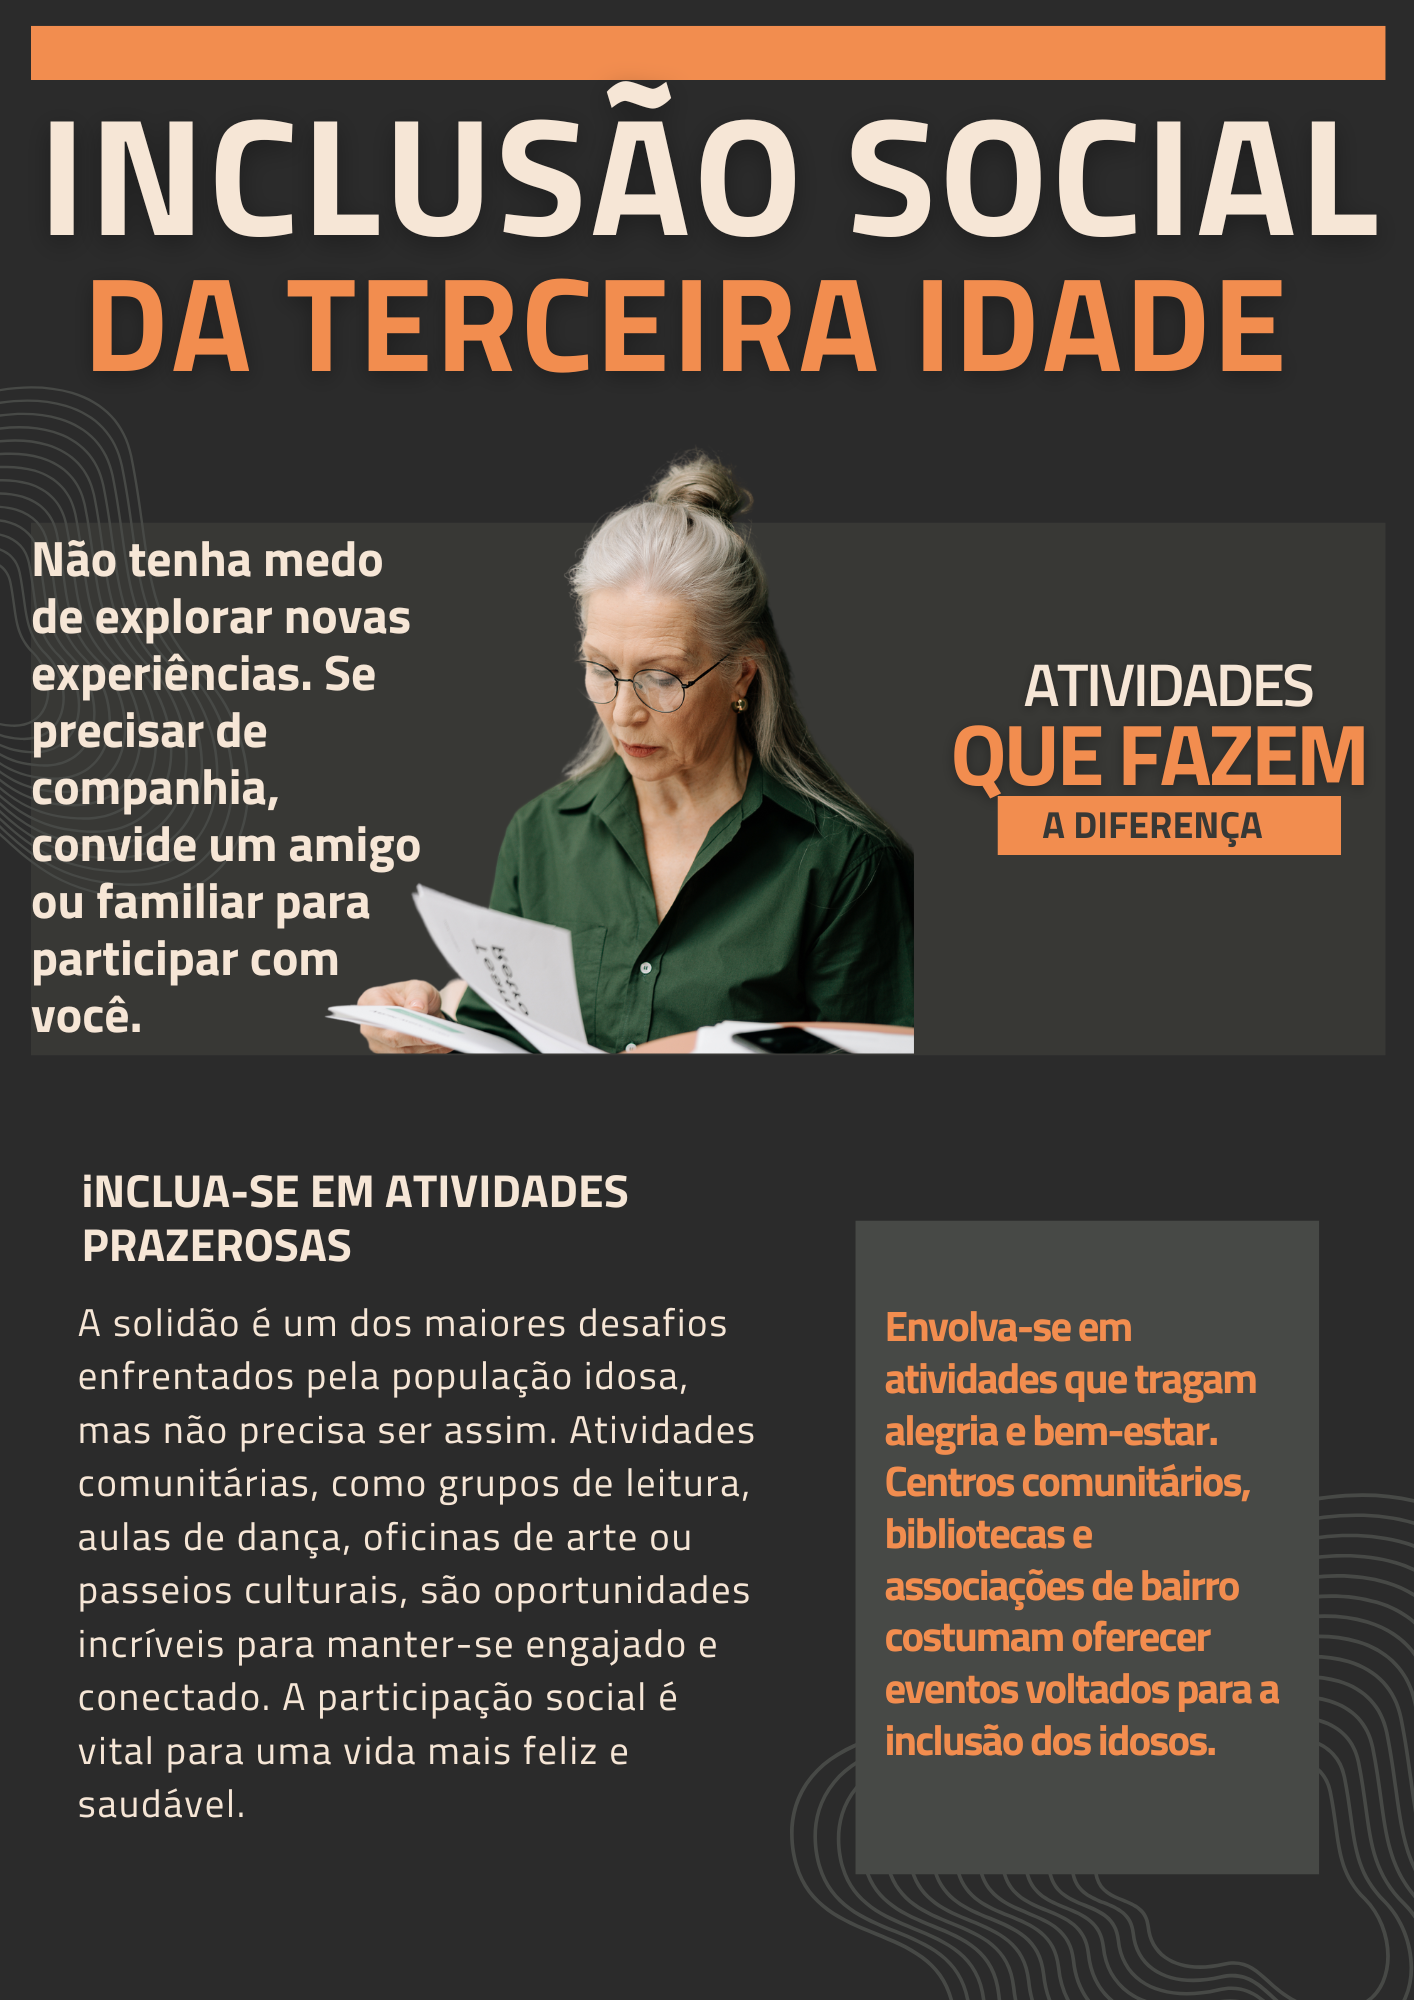 INCLUSÃO SOCIAL
DA TERCEIRA IDADE
Não tenha medo
de explorar novas
experiências. Se
precisar de
companhia,
convide um amigo
ou familiar para
participar com
você.
ATIVIDADES
QUE FAZEM
A DIFERENÇA
iNCLUA-SE EM ATIVIDADES
PRAZEROSAS
A solidão é um dos maiores desafios
enfrentados pela população idosa,
mas não precisa ser assim. Atividades
comunitárias, como grupos de leitura,
aulas de dança, oficinas de arte ou
passeios culturais, são oportunidades
incríveis para manter-se engajado e
conectado. A participação social é
vital para uma vida mais feliz e
saudável.
Envolva-se em
atividades que tragam
alegria e bem-estar.
Centros comunitários,
bibliotecas e
associações de bairro
costumam oferecer
eventos voltados para a
inclusão dos idosos.